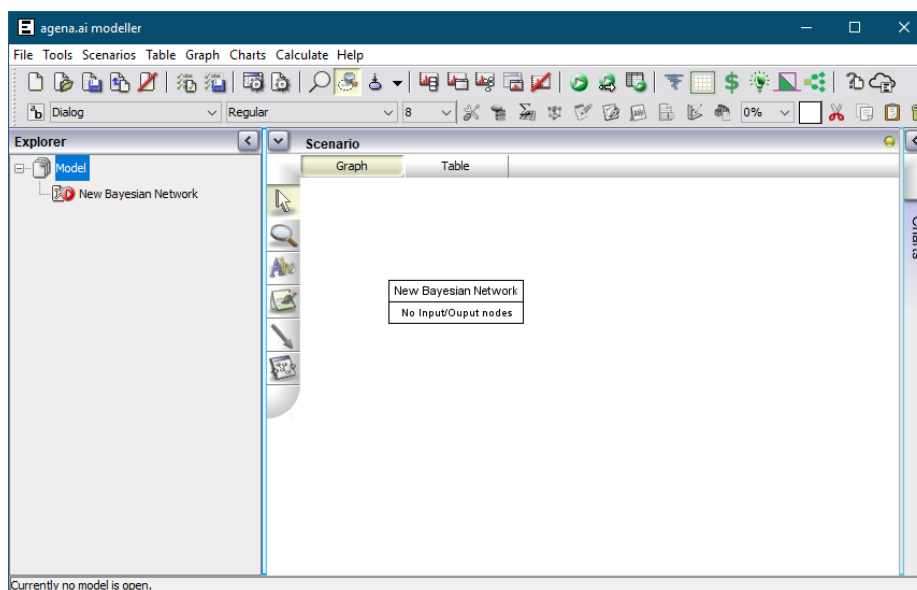 agena.ai modeller
File Tools Scenarios Table Graph Charts Calculate Help
Dialog Regular 8 0%
Explorer
Scenario
Model
Graph Table
New Bayesian Network
Abc
New Bayesian Network
No Input/Ouput nodes
Charts
Currently no model is open.